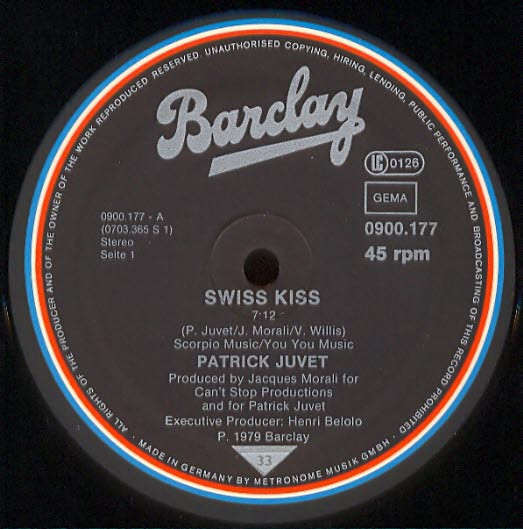 ALL RIGHTS OF THE PRODUCER AND OF THE OWNER OF THE WORK REPRODUCED RESERVED. UNAUTHORISED COPYING, HIRING, LENDING, PUBLIC PERFORMANCE AND BROADCASTING OF THIS RECORD PROHIBITED
Barclay
LC 0126
GEMA
0900.177 - A
(0703.365 S 1)
Stereo
Seite 1
0900.177
45 rpm
SWISS KISS
7:12
(P. Juvet/J. Morali/V. Willis)
Scorpio Music/You You Music
PATRICK JUVET
Produced by Jacques Morali for
Can't Stop Productions
and for Patrick Juvet
Executive Producer: Henri Belolo
P. 1979 Barclay
33
· MADE IN GERMANY BY METRONOME MUSIK GMBH ·